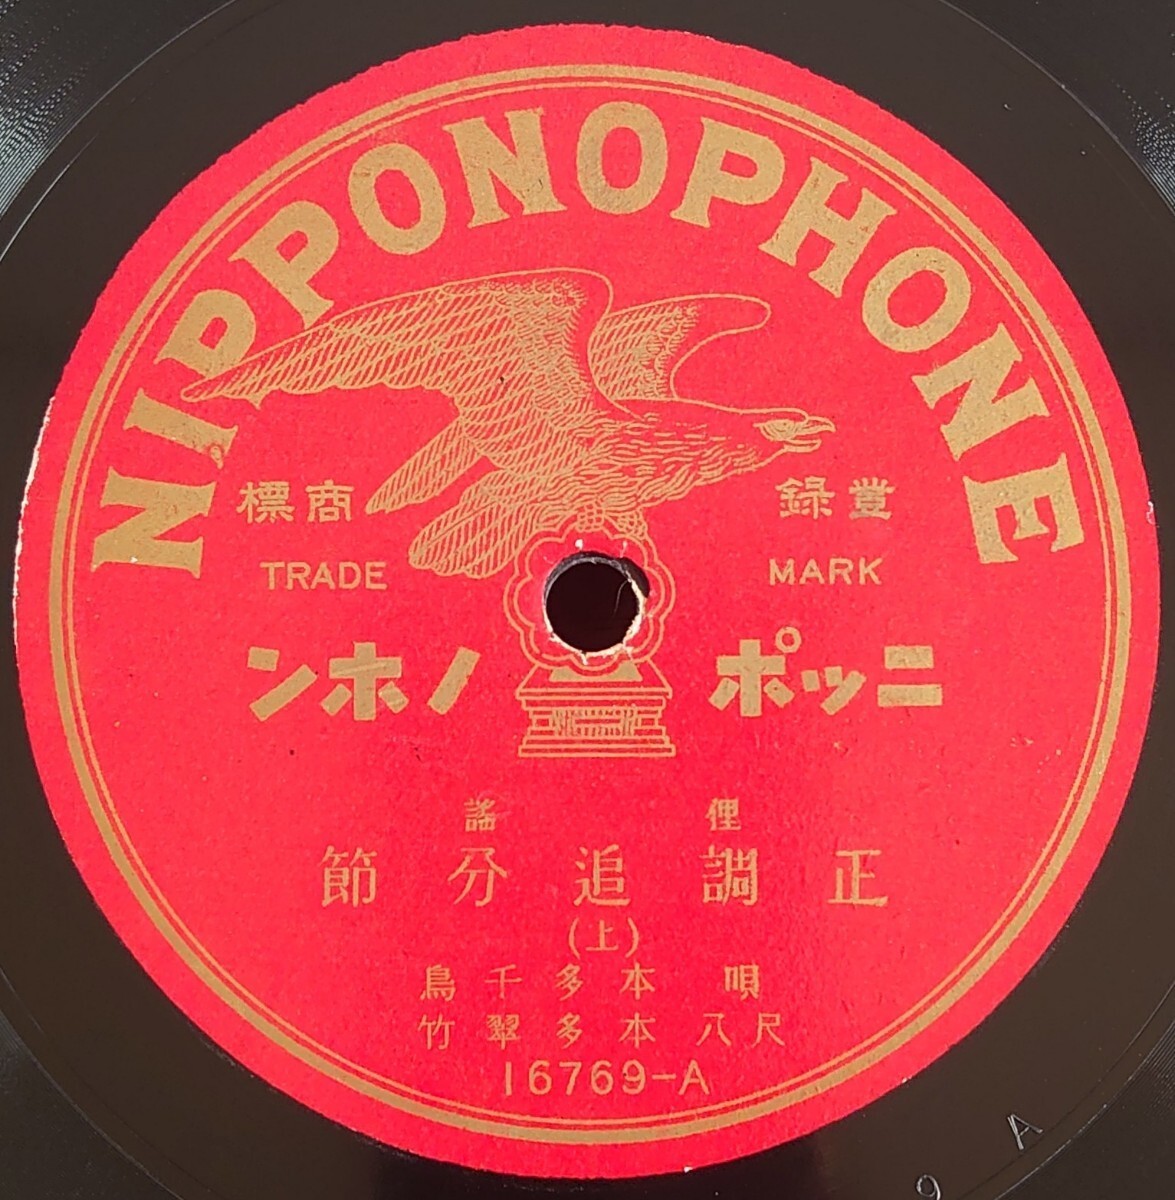 NIPPONOPHONE
登録商標
TRADE MARK
ニッポノホン
俚謠
正調追分節
(上)
唄 本多千鳥
尺八 本多翠竹
16769-A
A
9